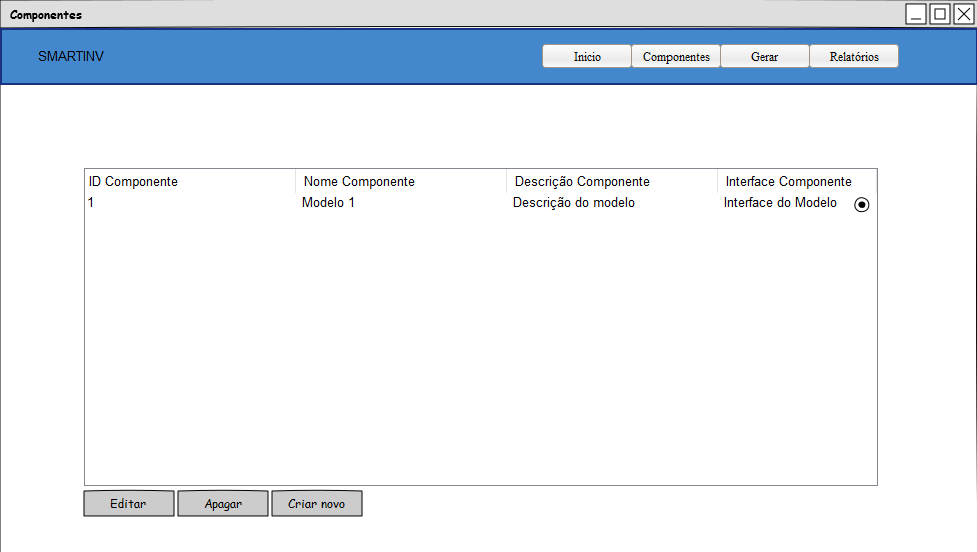 Componentes
SMARTINV
Inicio Componentes Gerar Relatórios
ID Componente Nome Componente Descrição Componente Interface Componente
1 Modelo 1 Descrição do modelo Interface do Modelo
Editar Apagar Criar novo